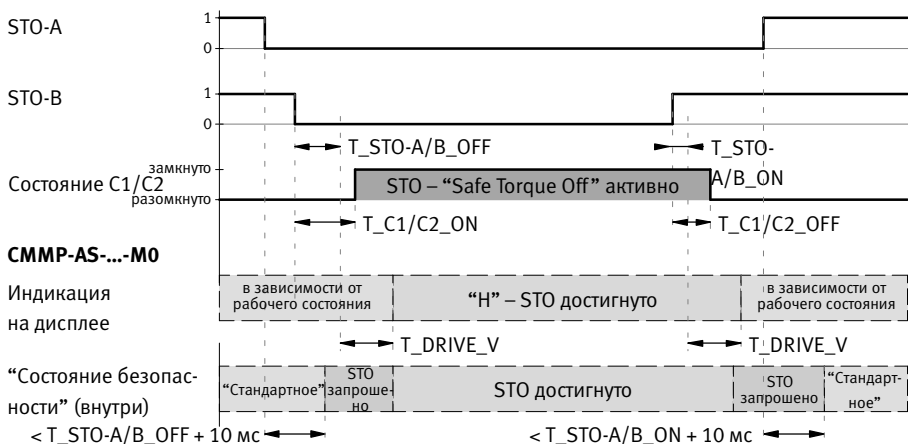 STO-A
1
0
STO-B
1
0
T_STO-A/B_OFF
T_STO-
A/B_ON
Состояние C1/C2
замкнуто
разомкнуто
STO – “Safe Torque Off” активно
T_C1/C2_ON
T_C1/C2_OFF
CMMP-AS-...-M0
Индикация
на дисплее
в зависимости от
рабочего состояния
“H” – STO достигнуто
в зависимости от
рабочего состояния
T_DRIVE_V
T_DRIVE_V
“Состояние безопас-
ности” (внутри)
“Стандартное”
STO
запроше-
но
STO достигнуто
STO
запрошено
“Стандарт-
ное”
< T_STO-A/B_OFF + 10 мс
< T_STO-A/B_ON + 10 мс